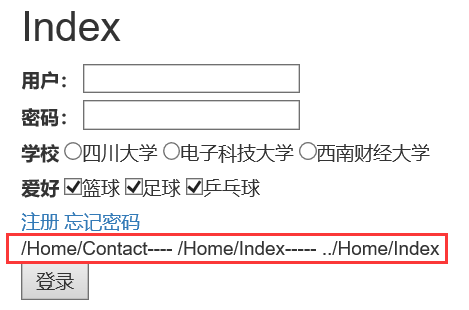 Index
用户：
密码：
学校 四川大学 电子科技大学 西南财经大学
爱好 篮球 足球 乒乓球
注册 忘记密码
/Home/Contact---- /Home/Index----- ../Home/Index
登录